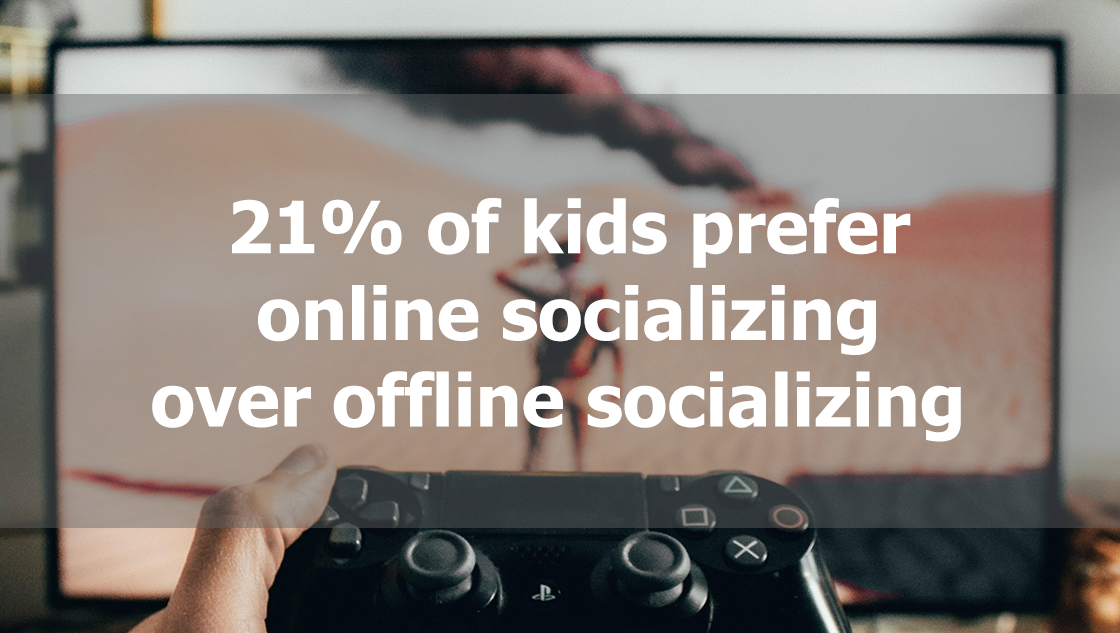 21% of kids prefer
online socializing
over offline socializing